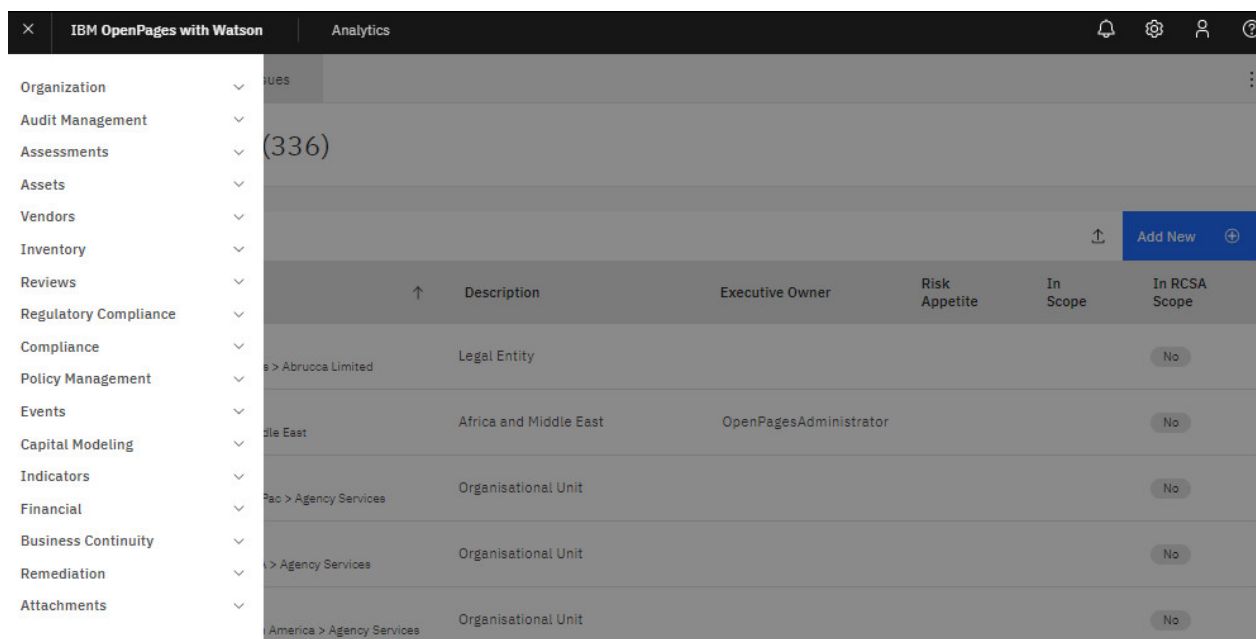 IBM OpenPages with Watson
Analytics
Organization
Audit Management
Assessments
Assets
Vendors
Inventory
Reviews
Regulatory Compliance
Compliance
Policy Management
Events
Capital Modeling
Indicators
Financial
Business Continuity
Remediation
Attachments
(336)
Add New
Description
Executive Owner
Risk
Appetite
In
Scope
In RCSA
Scope
> Abrucca Limited
Legal Entity
No
East
Africa and Middle East
OpenPagesAdministrator
No
> Agency Services
Organisational Unit
No
> Agency Services
Organisational Unit
No
America > Agency Services
Organisational Unit
No